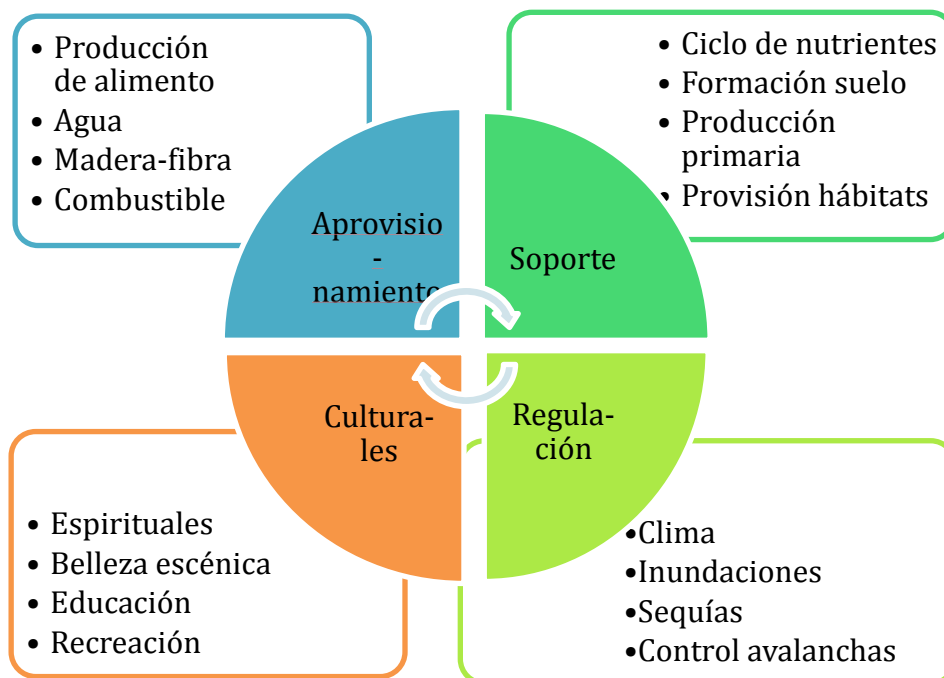 • Producción
de alimento
• Agua
• Madera-fibra
• Combustible
• Ciclo de nutrientes
• Formación suelo
• Producción
primaria
• Provisión hábitats
Aprovisio
-
namiento
Soporte
Cultura-
les
Regula-
ción
• Espirituales
• Belleza escénica
• Educación
• Recreación
•Clima
•Inundaciones
•Sequías
•Control avalanchas